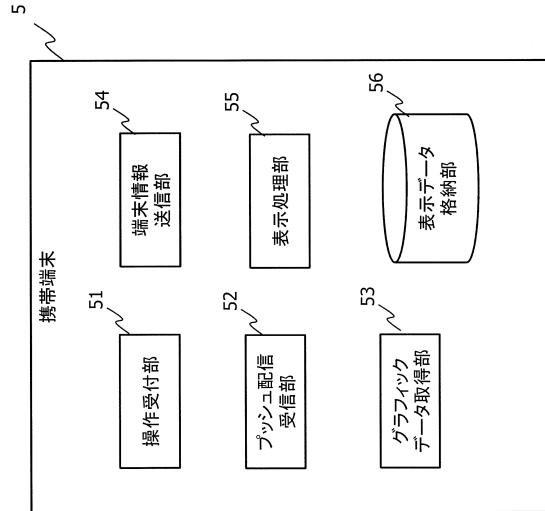 5
携帯端末
51
操作受付部
52
プッシュ配信
受信部
53
グラフィック
データ取得部
54
端末情報
送信部
55
表示処理部
56
表示データ
格納部